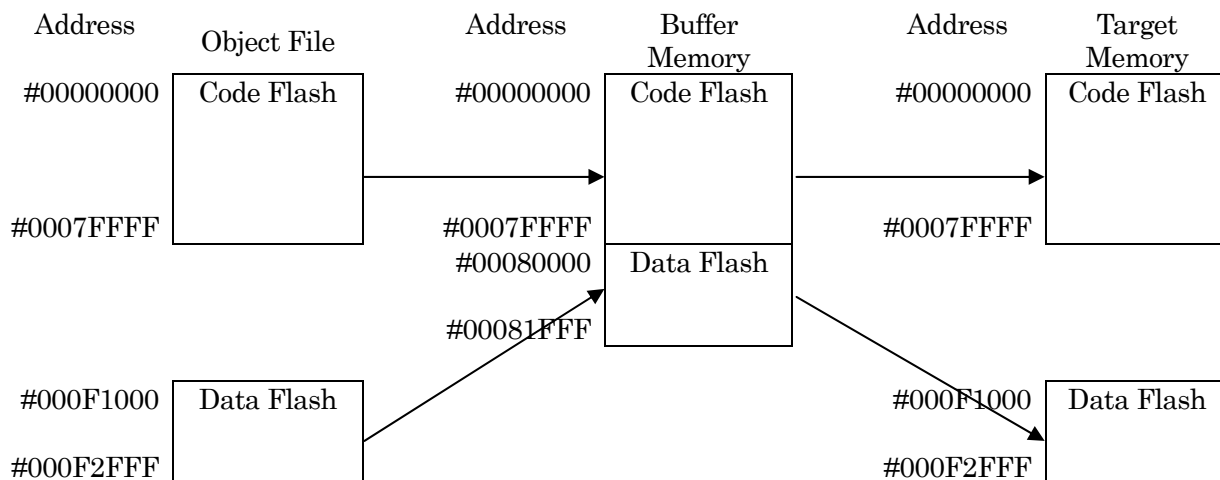 Address
Object File
Address
Buffer
Memory
Address
Target
Memory
#00000000
Code Flash
#00000000
Code Flash
#00000000
Code Flash
#0007FFFF
#0007FFFF
#0007FFFF
#00080000
Data Flash
#00081FFF
#000F1000
Data Flash
#000F1000
Data Flash
#000F2FFF
#000F2FFF